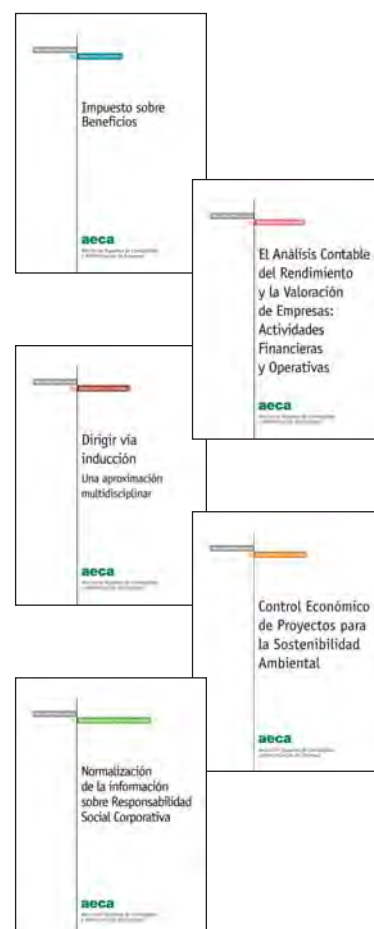 Impuesto sobre
Beneficios
aeca
El Análisis Contable
del Rendimiento
y la Valoración
de Empresas:
Actividades
Financieras
y Operativas
aeca
Dirigir vía
inducción
Una aproximación
multidisciplinar
aeca
Control Económico
de Proyectos para
la Sostenibilidad
Ambiental
aeca
Normalización
de la información
sobre Responsabilidad
Social Corporativa
aeca